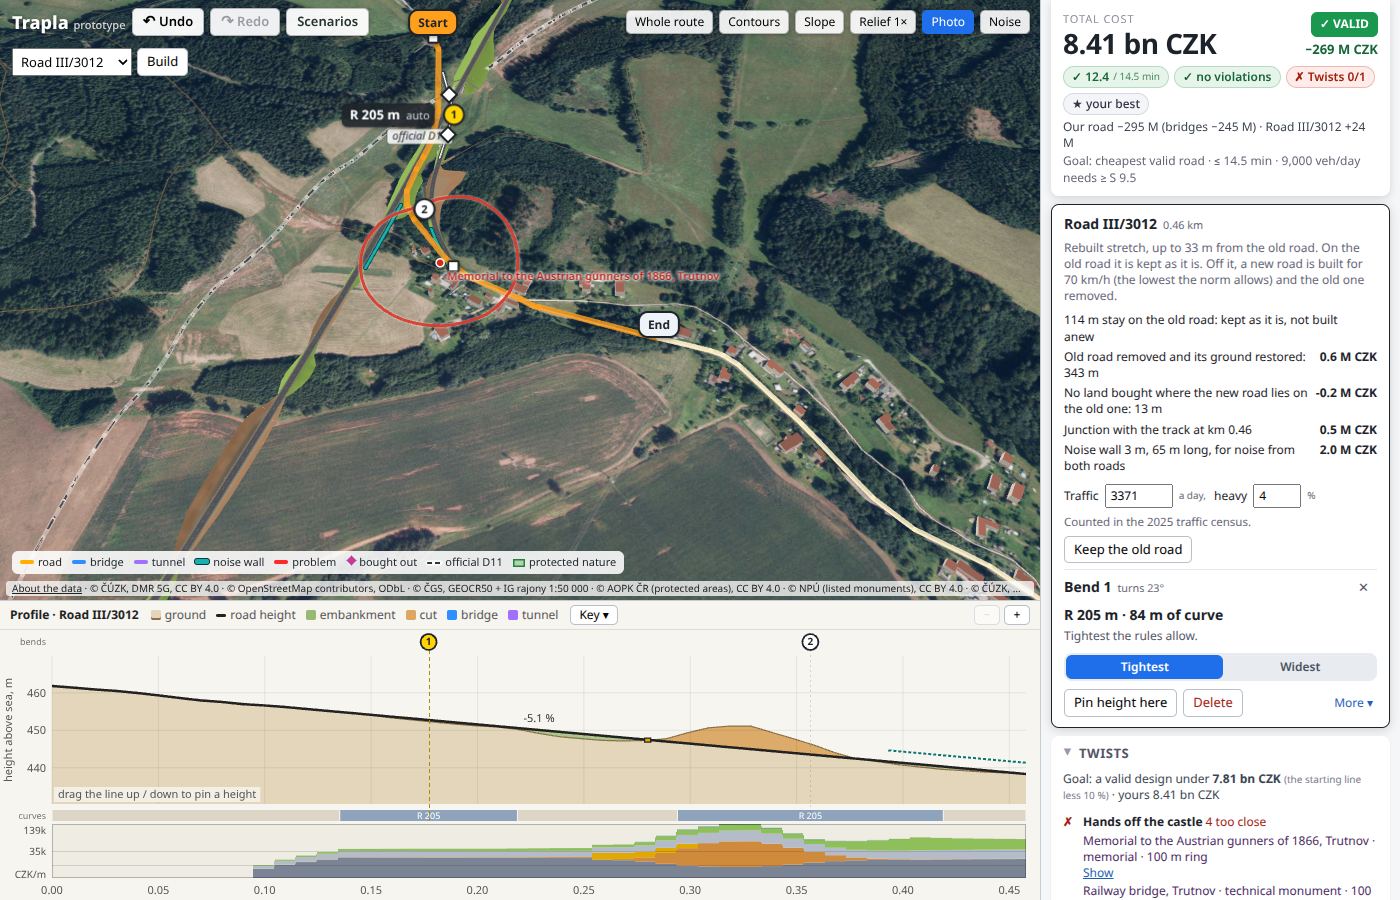 Trapla prototype
↶ Undo
↷ Redo
Scenarios
Start
Whole route
Contours
Slope
Relief 1×
Photo
Noise
Road III/3012
Build
R 205 m auto
1
official D1
2
Memorial to the Austrian gunners of 1866, Trutnov
End
road
bridge
tunnel
noise wall
problem
bought out
official D11
protected nature
About the data · © ČÚZK, DMR 5G, CC BY 4.0 · © OpenStreetMap contributors, ODbL · © ČGS, GEOCR50 + IG rajony 1:50 000 · © AOPK ČR (protected areas), CC BY 4.0 · © NPÚ (listed monuments), CC BY 4.0 · © ČÚZK, ...
Profile · Road III/3012
ground
road height
embankment
cut
bridge
tunnel
Key ▾
−
+
bends
1
2
height above sea, m
460
450
440
-5.1 %
drag the line up / down to pin a height
curves
R 205
R 205
139k
35k
CZK/m
0.00
0.05
0.10
0.15
0.20
0.25
0.30
0.35
0.40
0.45
TOTAL COST
8.41 bn CZK
✓ VALID
−269 M CZK
✓ 12.4 / 14.5 min
✓ no violations
✗ Twists 0/1
★ your best
Our road −295 M (bridges −245 M) · Road III/3012 +24
M
Goal: cheapest valid road · ≤ 14.5 min · 9,000 veh/day
needs ≥ S 9.5
Road III/3012 0.46 km
Rebuilt stretch, up to 33 m from the old road. On the
old road it is kept as it is. Off it, a new road is built for
70 km/h (the lowest the norm allows) and the old one
removed.
114 m stay on the old road: kept as it is, not built
anew
Old road removed and its ground restored: 0.6 M CZK
343 m
No land bought where the new road lies on -0.2 M CZK
the old one: 13 m
Junction with the track at km 0.46 0.5 M CZK
Noise wall 3 m, 65 m long, for noise from 2.0 M CZK
both roads
Traffic 3371 a day, heavy 4 %
Counted in the 2025 traffic census.
Keep the old road
Bend 1 turns 23° ✕
R 205 m · 84 m of curve
Tightest the rules allow.
Tightest
Widest
Pin height here
Delete
More ▾
▼ TWISTS
Goal: a valid design under 7.81 bn CZK (the starting line
less 10 %) · yours 8.41 bn CZK
✗ Hands off the castle 4 too close
Memorial to the Austrian gunners of 1866, Trutnov ·
memorial · 100 m ring
Show
Railway bridge, Trutnov · technical monument · 100